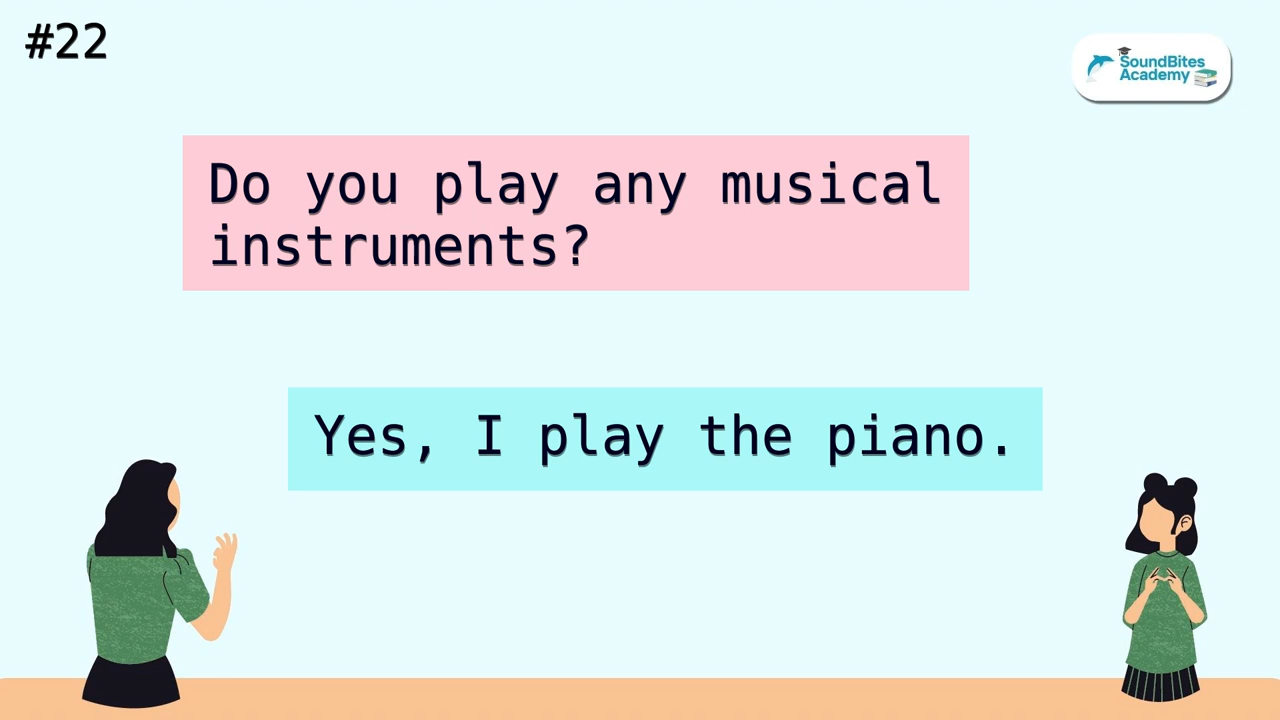 #22
SoundBites
Academy
Do you play any musical
instruments?
Yes, I play the piano.